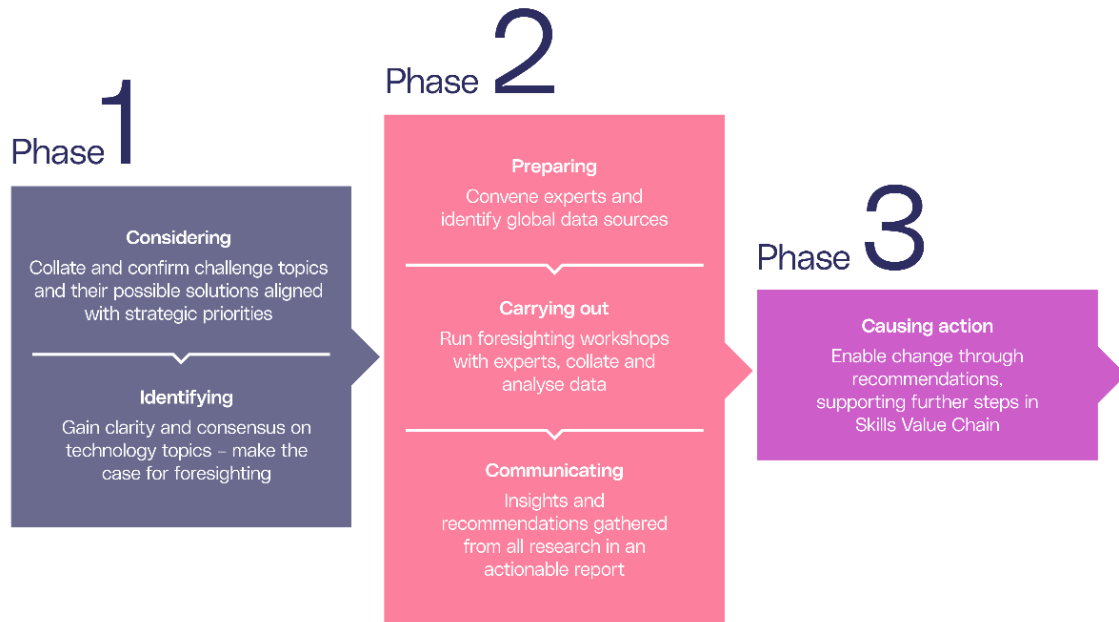 Phase 1
Considering
Collate and confirm challenge topics
and their possible solutions aligned
with strategic priorities
Identifying
Gain clarity and consensus on
technology topics – make the
case for foresighting
Phase 2
Preparing
Convene experts and
identify global data sources
Carrying out
Run foresighting workshops
with experts, collate and
analyse data
Communicating
Insights and
recommendations gathered
from all research in an
actionable report
Phase 3
Causing action
Enable change through
recommendations,
supporting further steps in
Skills Value Chain